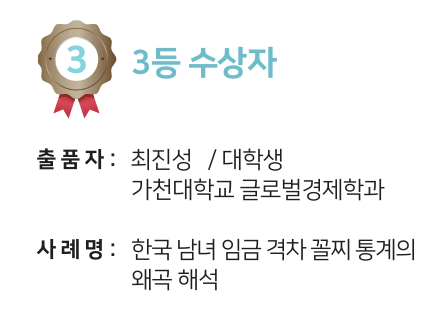 3
3등 수상자
출품자 : 최진성 / 대학생
가천대학교 글로벌경제학과
사례명 : 한국 남녀 임금 격차 꼴찌 통계의
왜곡 해석